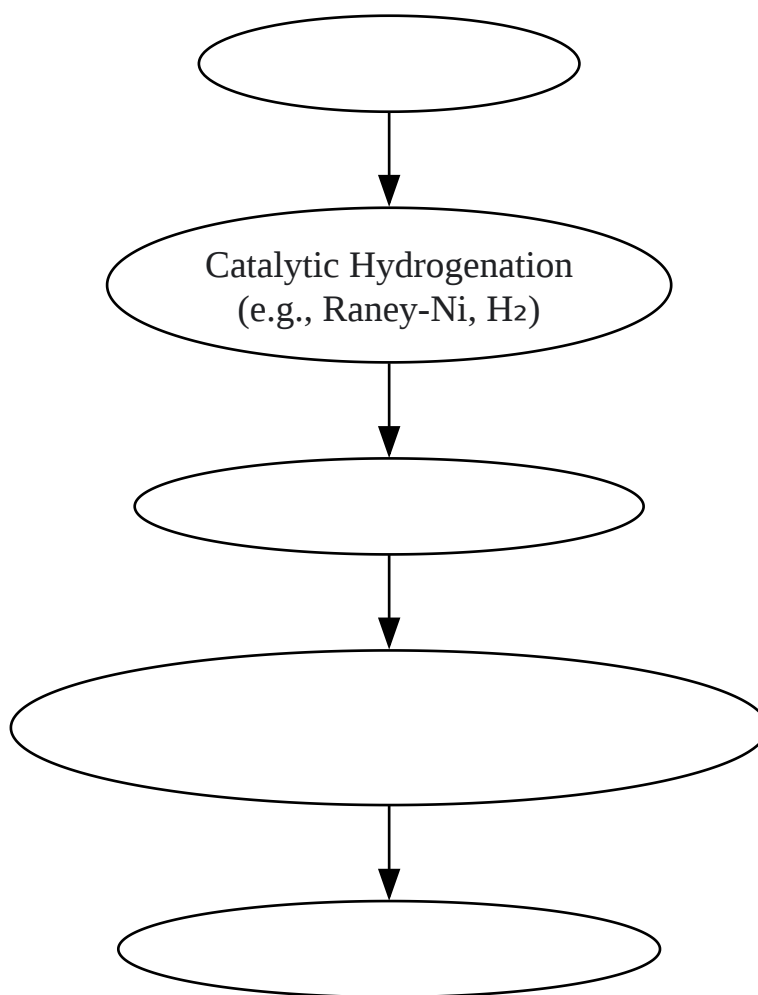 Catalytic Hydrogenation
(e.g., Raney-Ni, H₂)